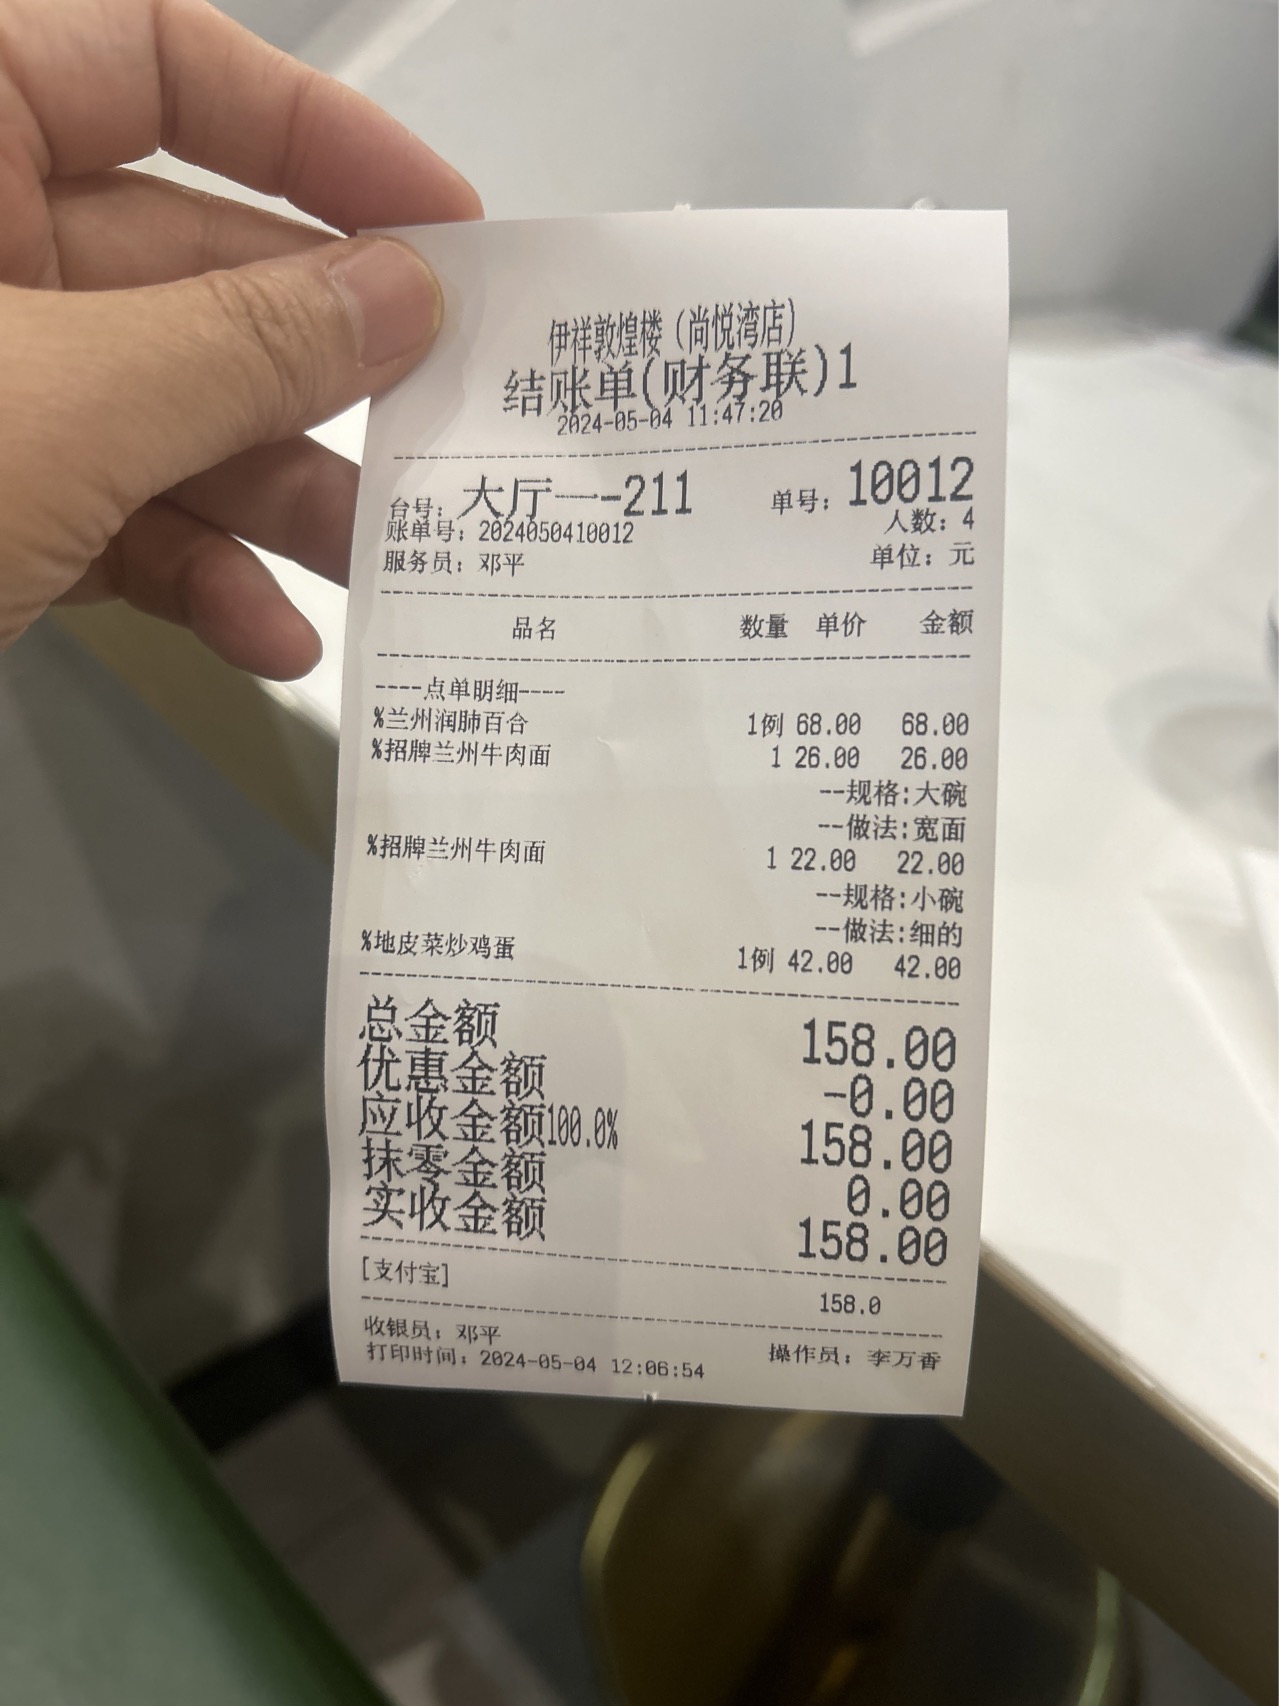 伊祥敦煌楼（尚悦湾店）
结账单(财务联)1
2024-05-04 11:47:20
台号：大厅一--211 单号：10012
账单号：2024050410012 人数：4
服务员：邓平 单位：元
品名 数量 单价 金额
----点单明细----
%兰州润肺百合 1例 68.00 68.00
%招牌兰州牛肉面 1 26.00 26.00
--规格:大碗
--做法:宽面
%招牌兰州牛肉面 1 22.00 22.00
--规格:小碗
--做法:细的
%地皮菜炒鸡蛋 1例 42.00 42.00
总金额 158.00
优惠金额 -0.00
应收金额100.0% 158.00
抹零金额 0.00
实收金额 158.00
[支付宝] 158.0
收银员：邓平 操作员：李万香
打印时间：2024-05-04 12:06:54